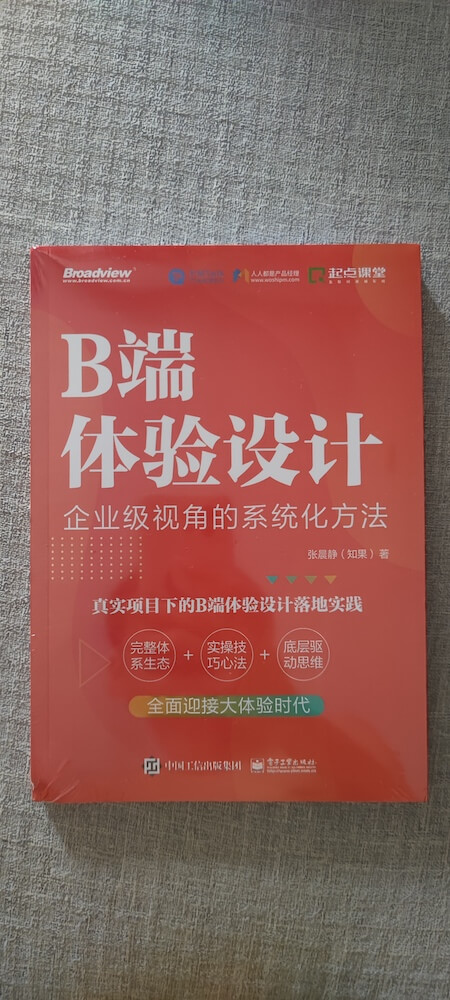 Broadview
www.broadview.com.cn
人人都是产品经理
www.woshipm.com
起点课堂
B端
体验设计
企业级视角的系统化方法
张晨静（知果）著
真实项目下的B端体验设计落地实践
完整体
系生态
+
实操技
巧心法
+
底层驱
动思维
全面迎接大体验时代
中国工信出版集团
电子工业出版社